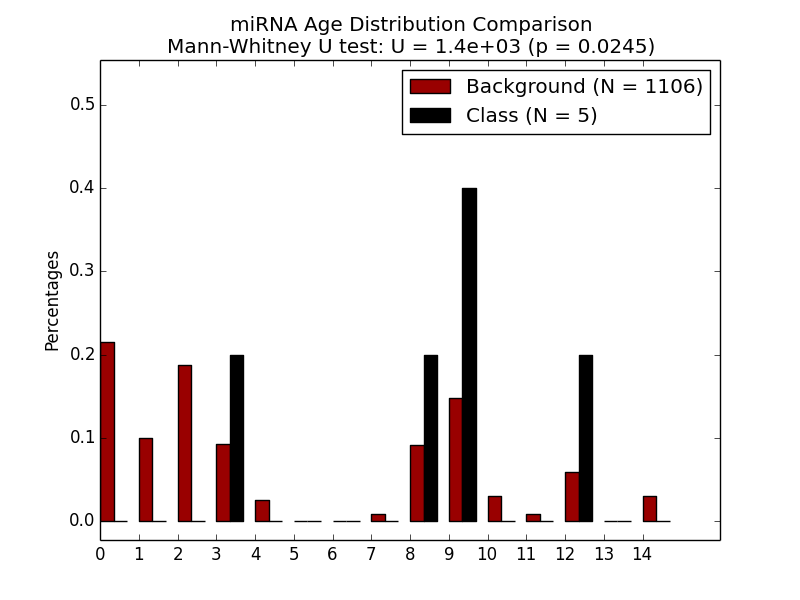 miRNA Age Distribution Comparison
Mann-Whitney U test: U = 1.4e+03 (p = 0.0245)
Background (N = 1106)
Class (N = 5)
Percentages
0.5
0.4
0.3
0.2
0.1
0.0
0 1 2 3 4 5 6 7 8 9 10 11 12 13 14